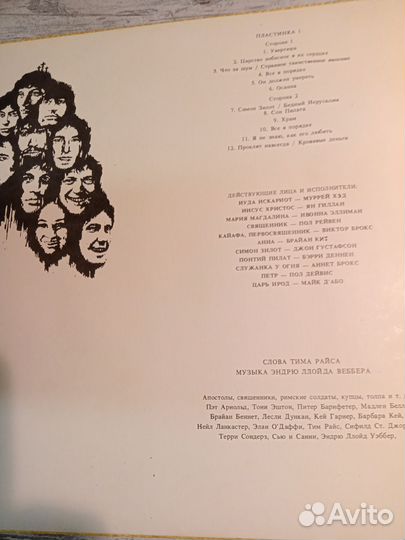 ПЛАСТИНКА 1
Сторона 1
1. Увертюра
2. Царство небесное в их сердцах
3. Что за шум / Странное таинственное явление
4. Все в порядке
5. Он должен умереть
6. Осанна
Сторона 2
7. Симон Зилот / Бедный Иерусалим
8. Сон Пилата
9. Храм
10. Все в порядке
11. Я не знаю, как его любить
12. Проклят навсегда / Кровавые деньги
ДЕЙСТВУЮЩИЕ ЛИЦА И ИСПОЛНИТЕЛИ:
ИУДА ИСКАРИОТ — МУРРЕЙ ХЭД
ИИСУС ХРИСТОС — ЯН ГИЛЛАН
МАРИЯ МАГДАЛИНА — ИВОННА ЭЛЛИМАН
СВЯЩЕННИК — ПОЛ РЕЙВЕН
КАЙАФА, ПЕРВОСВЯЩЕННИК — ВИКТОР БРОКС
АННА — БРАЙАН КИТ
СИМОН ЗИЛОТ — ДЖОН ГУСТАФСОН
ПОНТИЙ ПИЛАТ — БЭРРИ ДЕННЕН
СЛУЖАНКА У ОГНЯ — АННЕТ БРОКС
ПЕТР — ПОЛ ДЕЙВИС
ЦАРЬ ИРОД — МАЙК Д'АБО
СЛОВА ТИМА РАЙСА
МУЗЫКА ЭНДРЮ ЛЛОЙДА ВЕББЕРА
Апостолы, священники, римские солдаты, купцы, толпа и т.
Пэт Арнольд, Тони Эштон, Питер Барнфетер, Мадлен Белл
Брайан Беннет, Лесли Дункан, Кей Гарнер, Барбара Кей,
Нейл Ланкастер, Элан О'Даффи, Тим Райс, Сифилд Ст. Джор
Терри Сондерз, Сью и Санни, Эндрю Ллойд Уэббер,
Avito